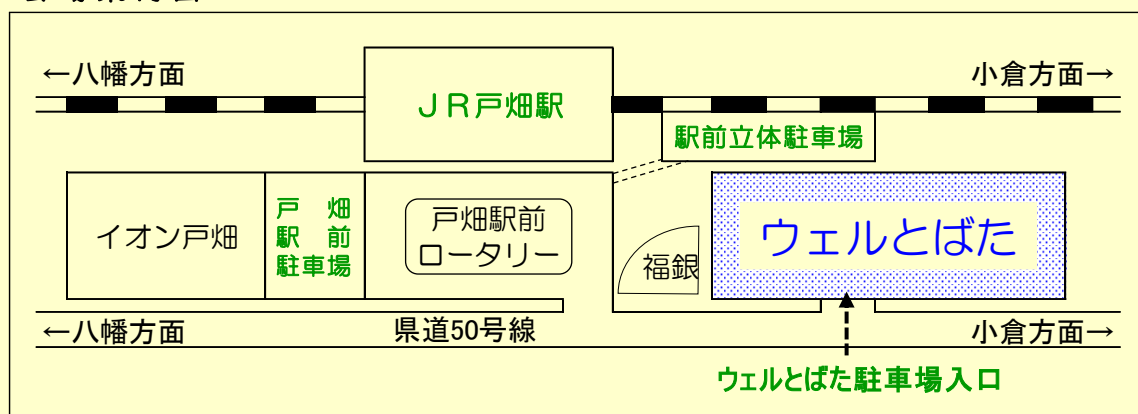 ←八幡方面
小倉方面→
ＪＲ戸畑駅
駅前立体駐車場
イオン戸畑
戸　畑
駅　前
駐車場
戸畑駅前
ロータリー
福銀
ウェルとばた
←八幡方面
県道50号線
小倉方面→
ウェルとばた駐車場入口